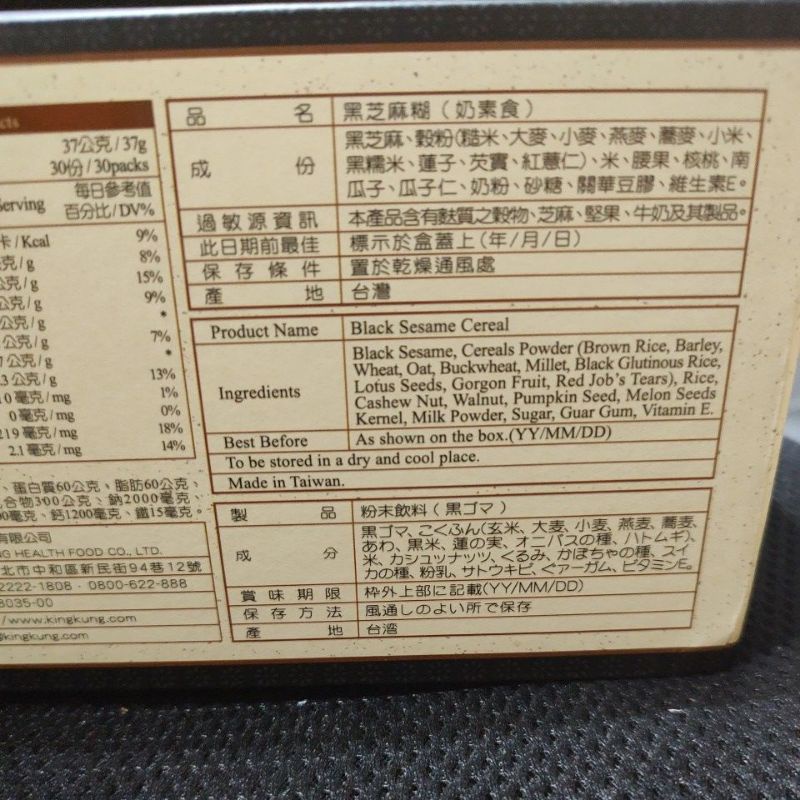 cts
37公克/37g
30份/30packs
每日參考值
Serving 百分比/DV%
卡/Kcal 9%
克/g 8%
公克/g 15%
公克/g 9%
公克/g *
公克/g 7%
公克/g *
.3公克/g 13%
毫克/mg 1%
0毫克/mg 0%
219毫克/mg 18%
2.1毫克/mg 14%
、蛋白質60公克、脂肪60公克、
合物300公克、鈉2000毫克、
毫克、鈣1200毫克、鐵15毫克。
有限公司
NG HEALTH FOOD CO., LTD.
北市中和區新民街94巷12號
2222-1808・0800-622-888
8035-00
/www.kingkung.com
@kingkung.com
品名 黑芝麻糊(奶素食)
成份 黑芝麻、穀粉(糙米、大麥、小麥、燕麥、蕎麥、小米、
黑糯米、蓮子、芡實、紅薏仁)、米、腰果、核桃、南
瓜子、瓜子仁、奶粉、砂糖、關華豆膠、維生素E。
過敏源資訊 本產品含有麩質之穀物、芝麻、堅果、牛奶及其製品。
此日期前最佳 標示於盒蓋上(年/月/日)
保存條件 置於乾燥通風處
產地 台灣
Product Name Black Sesame Cereal
Ingredients Black Sesame, Cereals Powder (Brown Rice, Barley,
Wheat, Oat, Buckwheat, Millet, Black Glutinous Rice,
Lotus Seeds, Gorgon Fruit, Red Job's Tears), Rice,
Cashew Nut, Walnut, Pumpkin Seed, Melon Seeds
Kernel, Milk Powder, Sugar, Guar Gum, Vitamin E.
Best Before As shown on the box.(YY/MM/DD)
To be stored in a dry and cool place.
Made in Taiwan.
製品 粉末飲料(黒ゴマ)
成分 黒ゴマ、こくふん(玄米、大麦、小麦、燕麦、蕎麦、
あわ、黒米、蓮の実、オニバスの種、ハトムギ)、
米、カシュッナッツ、くるみ、かぼちゃの種、スイ
カの種、粉乳、サトウキビ、ぐアーガム、ビタミンE。
賞味期限 枠外上部に記載(YY/MM/DD)
保存方法 風通しのよい所で保存
產地 台湾